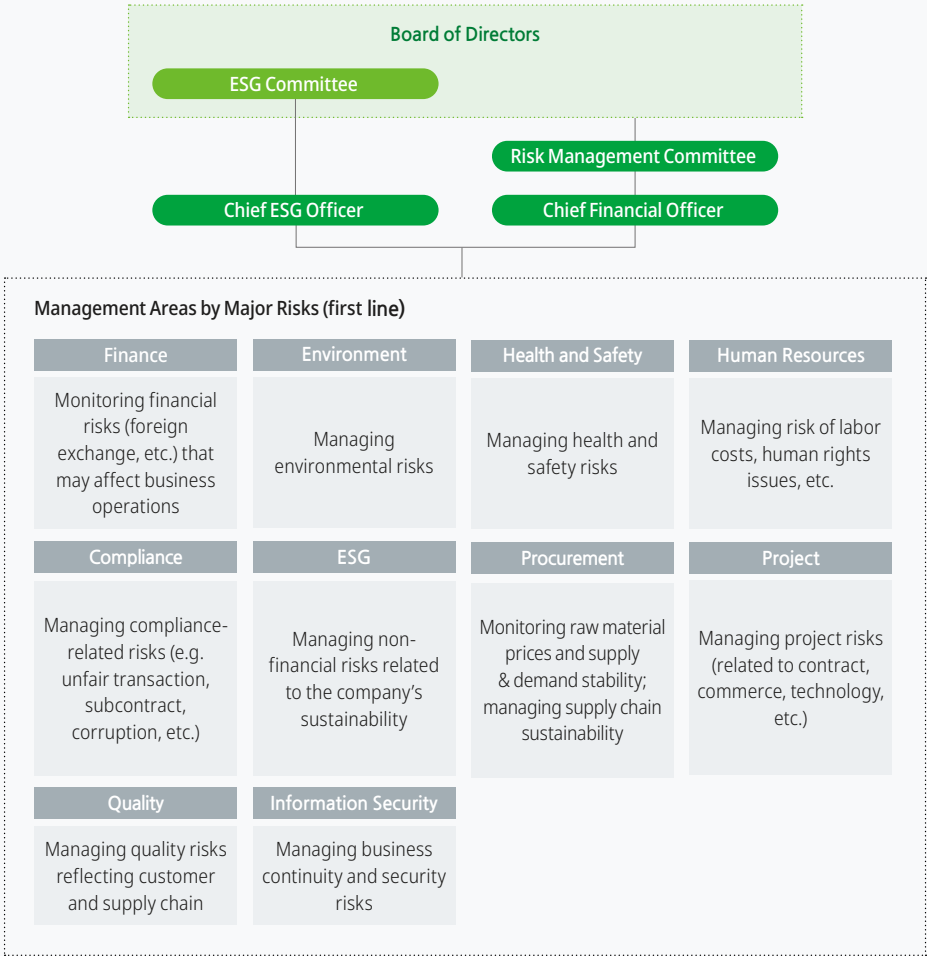 Board of Directors
ESG Committee
Risk Management Committee
Chief ESG Officer
Chief Financial Officer
Management Areas by Major Risks (first line)
Finance
Monitoring financial
risks (foreign
exchange, etc.) that
may affect business
operations
Environment
Managing
environmental risks
Health and Safety
Managing health and
safety risks
Human Resources
Managing risk of labor
costs, human rights
issues, etc.
Compliance
Managing compliance-
related risks (e.g.
unfair transaction,
subcontract,
corruption, etc.)
ESG
Managing non-
financial risks related
to the company’s
sustainability
Procurement
Monitoring raw material
prices and supply
& demand stability;
managing supply chain
sustainability
Project
Managing project risks
(related to contract,
commerce, technology,
etc.)
Quality
Managing quality risks
reflecting customer
and supply chain
Information Security
Managing business
continuity and security
risks